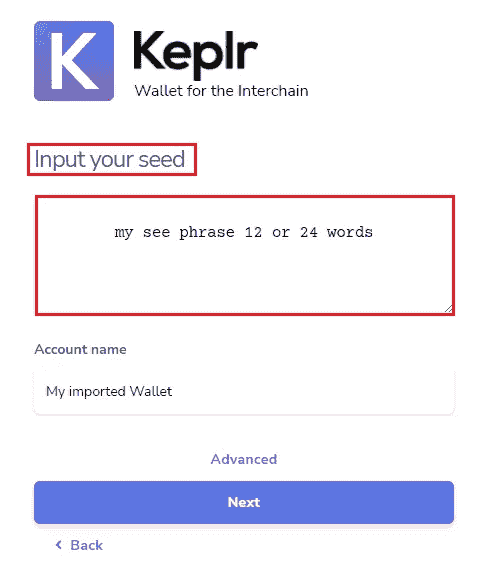 K Keplr
Wallet for the Interchain
Input your seed
my see phrase 12 or 24 words
Account name
My imported Wallet
Advanced
Next
Back